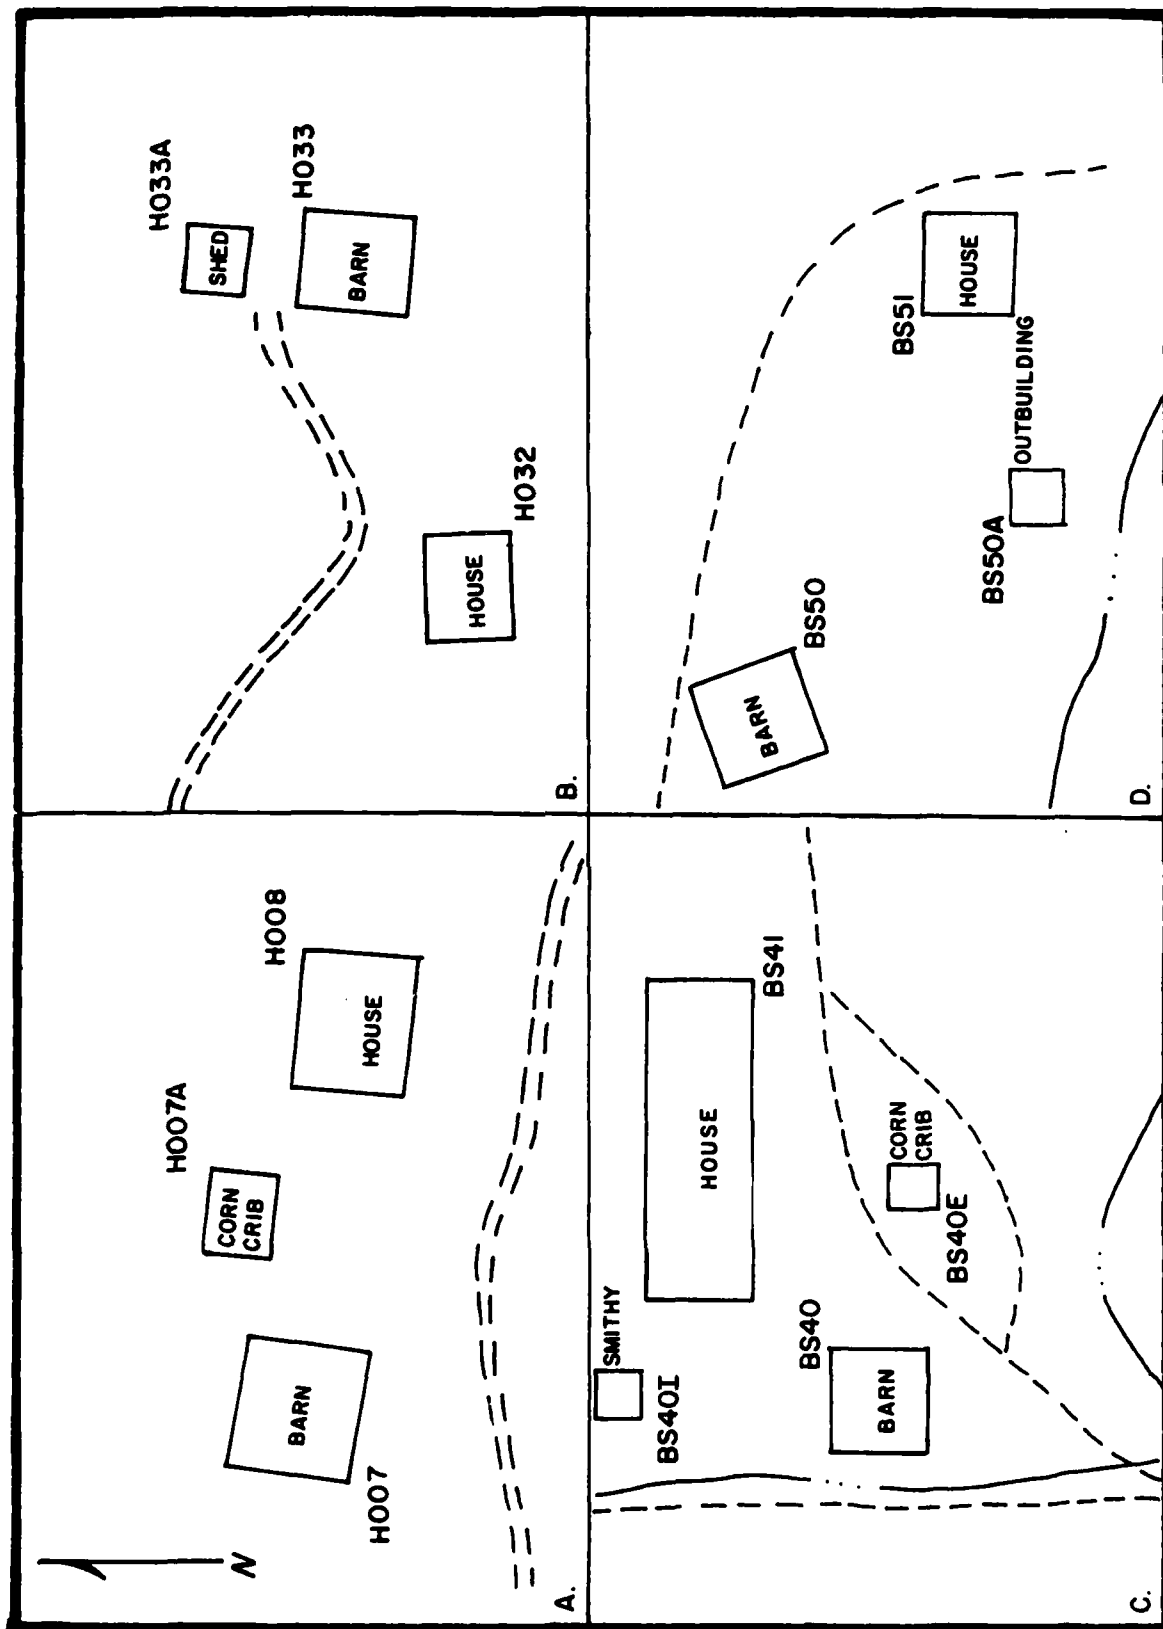 N
H007
BARN
H007A
CORN
CRIB
H008
HOUSE
A.
H033A
SHED
H033
BARN
H032
HOUSE
B.
SMITHY
BS40I
HOUSE
BS41
BS40
BARN
CORN
CRIB
BS40E
C.
BS50
BARN
BS51
HOUSE
OUTBUILDING
BS50A
D.